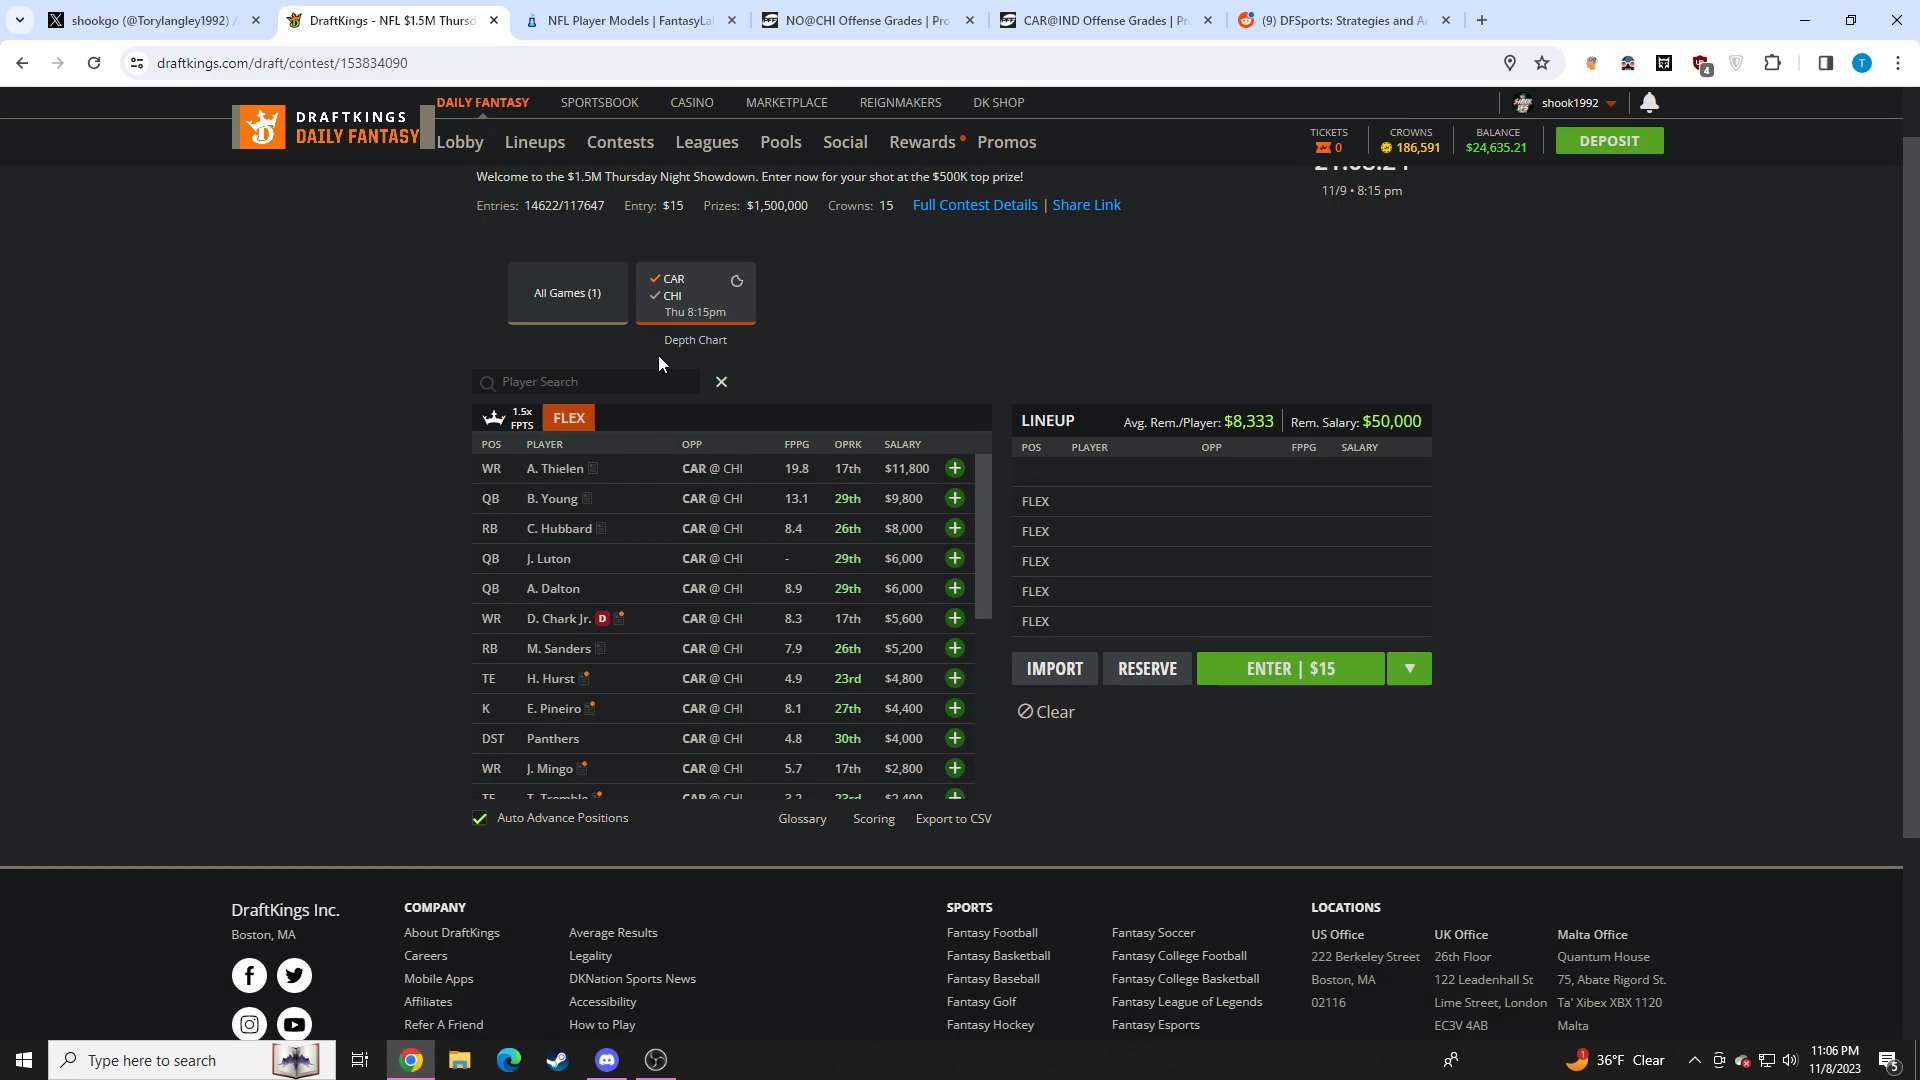 shookgo (@Torylangley1992) /
DraftKings - NFL $1.5M Thursd
NFL Player Models | FantasyLa
NO@CHI Offense Grades | Pro
CAR@IND Offense Grades | Pr
(9) DFSports: Strategies and Ad
draftkings.com/draft/contest/153834090
4
T
DRAFTKINGS
DAILY FANTASY
DAILY FANTASY SPORTSBOOK CASINO MARKETPLACE REIGNMAKERS DK SHOP
shook1992
Lobby Lineups Contests Leagues Pools Social Rewards Promos
TICKETS
0
CROWNS
186,591
BALANCE
$24,635.21
DEPOSIT
Welcome to the $1.5M Thursday Night Showdown. Enter now for your shot at the $500K top prize!
11/9 • 8:15 pm
Entries: 14622/117647 Entry: $15 Prizes: $1,500,000 Crowns: 15 Full Contest Details | Share Link
All Games (1)
CAR
CHI
Thu 8:15pm
Depth Chart
Player Search
1.5x
FPTS
FLEX
POS PLAYER OPP FPPG OPRK SALARY
WR A. Thielen CAR @ CHI 19.8 17th $11,800
QB B. Young CAR @ CHI 13.1 29th $9,800
RB C. Hubbard CAR @ CHI 8.4 26th $8,000
QB J. Luton CAR @ CHI - 29th $6,000
QB A. Dalton CAR @ CHI 8.9 29th $6,000
WR D. Chark Jr. D CAR @ CHI 8.3 17th $5,600
RB M. Sanders CAR @ CHI 7.9 26th $5,200
TE H. Hurst CAR @ CHI 4.9 23rd $4,800
K E. Pineiro CAR @ CHI 8.1 27th $4,400
DST Panthers CAR @ CHI 4.8 30th $4,000
WR J. Mingo CAR @ CHI 5.7 17th $2,800
TE T. Tremble CAR @ CHI 3.2 23rd $2,400
Auto Advance Positions
Glossary Scoring Export to CSV
LINEUP Avg. Rem./Player: $8,333 Rem. Salary: $50,000
POS PLAYER OPP FPPG SALARY
FLEX
FLEX
FLEX
FLEX
FLEX
IMPORT RESERVE ENTER | $15
Clear
DraftKings Inc.
Boston, MA
COMPANY
About DraftKings
Careers
Mobile Apps
Affiliates
Refer A Friend
Average Results
Legality
DKNation Sports News
Accessibility
How to Play
SPORTS
Fantasy Football
Fantasy Basketball
Fantasy Baseball
Fantasy Golf
Fantasy Hockey
Fantasy Soccer
Fantasy College Football
Fantasy College Basketball
Fantasy League of Legends
Fantasy Esports
LOCATIONS
US Office
222 Berkeley Street
Boston, MA
02116
UK Office
26th Floor
122 Leadenhall St
Lime Street, London
EC3V 4AB
Malta Office
Quantum House
75, Abate Rigord St.
Ta' Xibex XBX 1120
Malta
Type here to search
1
36°F Clear
11:06 PM
11/8/2023
5